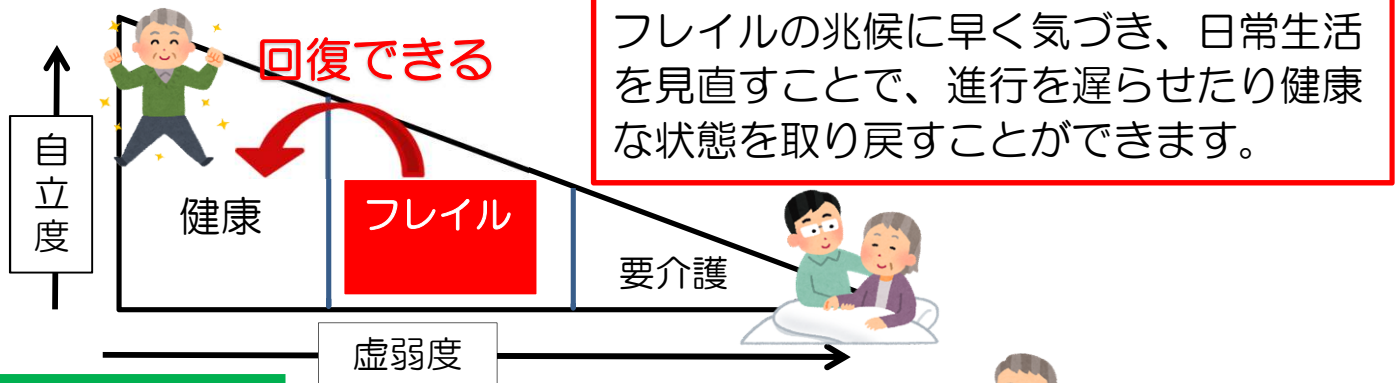 回復できる
フレイルの兆候に早く気づき、日常生活
を見直すことで、進行を遅らせたり健康
な状態を取り戻すことができます。
自立度
健康
フレイル
要介護
虚弱度